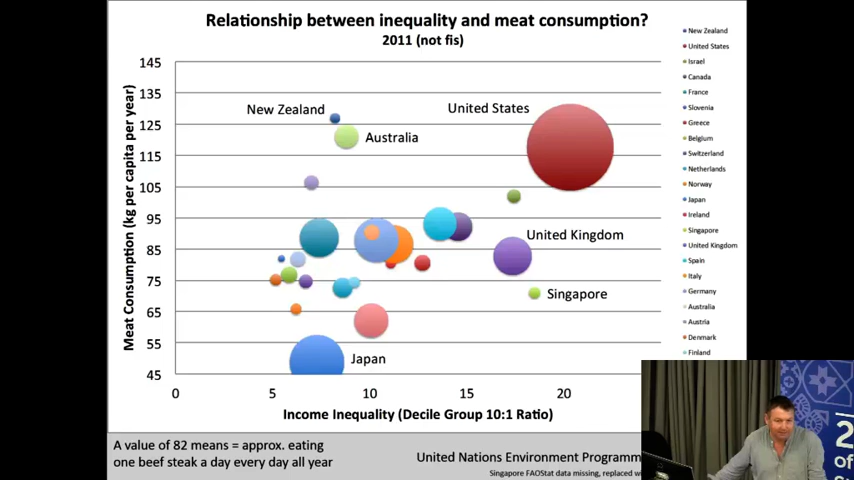 Relationship between inequality and meat consumption?
2011 (not fis)
145
135
125
115
105
95
85
75
65
55
45
Meat Consumption (kg per capita per year)
New Zealand
United States
Australia
United Kingdom
Singapore
Japan
0
5
10
15
20
Income Inequality (Decile Group 10:1 Ratio)
New Zealand
United States
Israel
Canada
France
Slovenia
Greece
Belgium
Switzerland
Netherlands
Norway
Japan
Ireland
Singapore
United Kingdom
Spain
Italy
Germany
Australia
Austria
Denmark
Finland
A value of 82 means = approx. eating
one beef steak a day every day all year
United Nations Environment Programm
Singapore FAOStat data missing, replaced w
2
Of